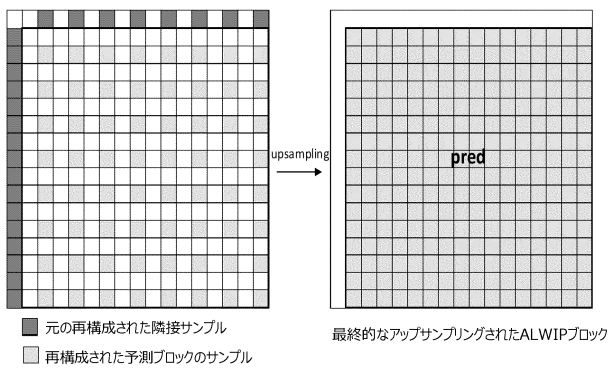 upsampling
pred
元の再構成された隣接サンプル
再構成された予測ブロックのサンプル
最終的なアップサンプリングされたALWIPブロック